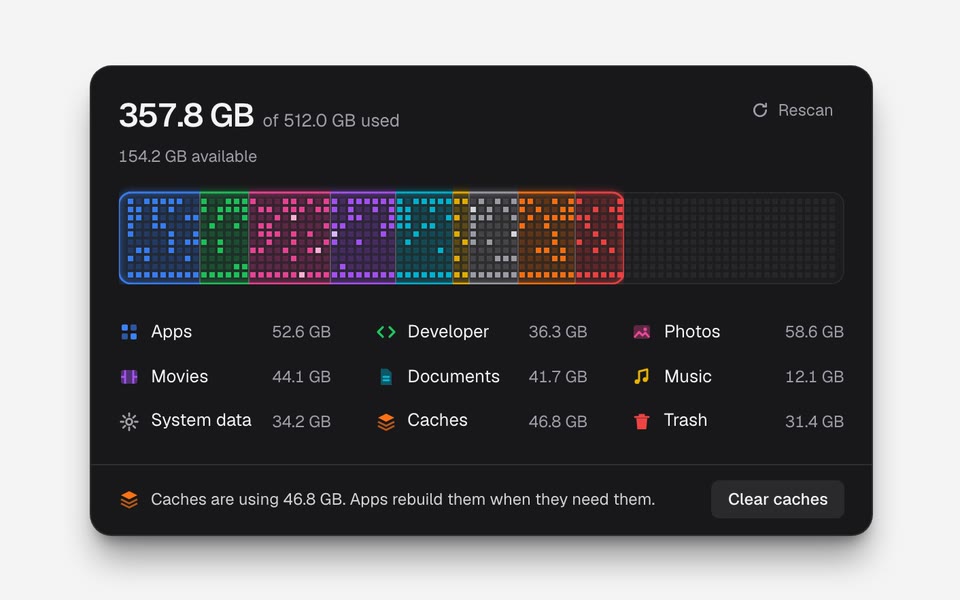 357.8 GB of 512.0 GB used
Rescan
154.2 GB available
Apps 52.6 GB
Developer 36.3 GB
Photos 58.6 GB
Movies 44.1 GB
Documents 41.7 GB
Music 12.1 GB
System data 34.2 GB
Caches 46.8 GB
Trash 31.4 GB
Caches are using 46.8 GB. Apps rebuild them when they need them.
Clear caches